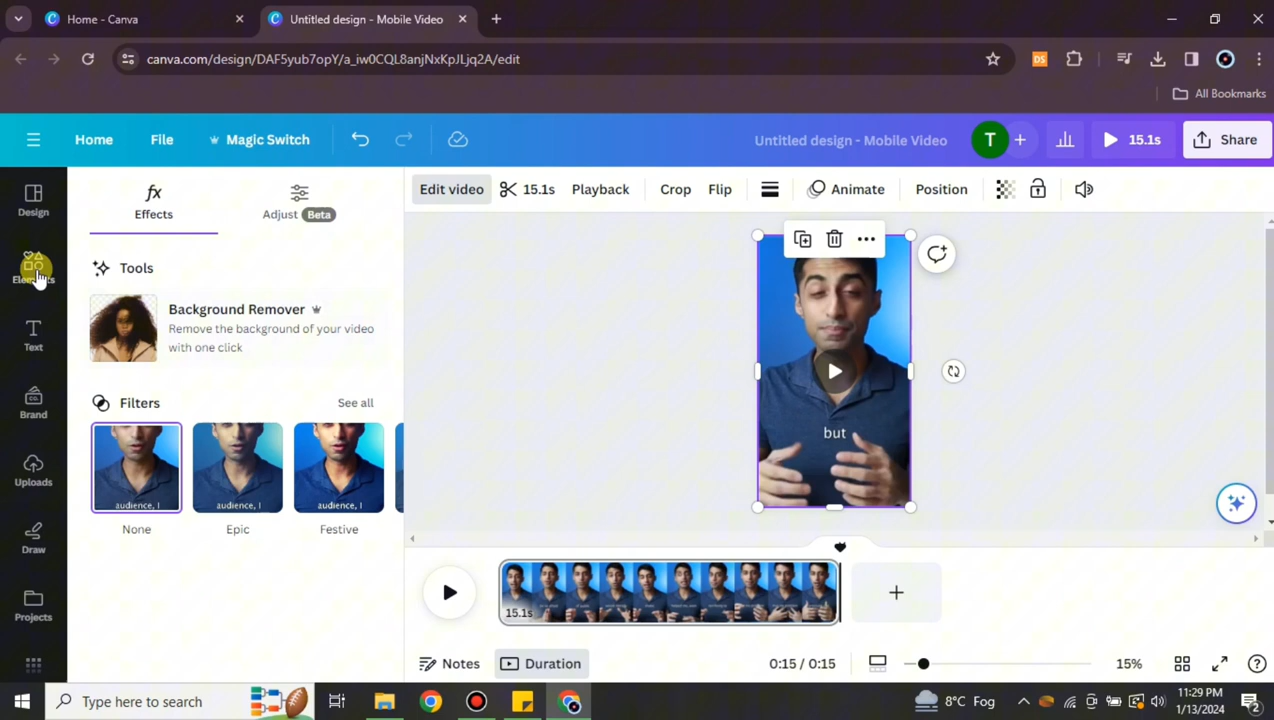 Home - Canva
Untitled design - Mobile Video
canva.com/design/DAF5yub7opY/a_iw0CQL8anjNxKpJLjq2A/edit
DS
All Bookmarks
Home
File
Magic Switch
Untitled design - Mobile Video
T
15.1s
Share
Design
Elements
Text
Brand
Uploads
Draw
Projects
fx
Effects
Adjust Beta
Tools
Background Remover
Remove the background of your video
with one click
Filters
See all
audience, I
audience, I
audience, I
None
Epic
Festive
Edit video
15.1s
Playback
Crop
Flip
Animate
Position
but
15.1s
Notes
Duration
0:15 / 0:15
15%
Type here to search
8°C Fog
11:29 PM
1/13/2024
2